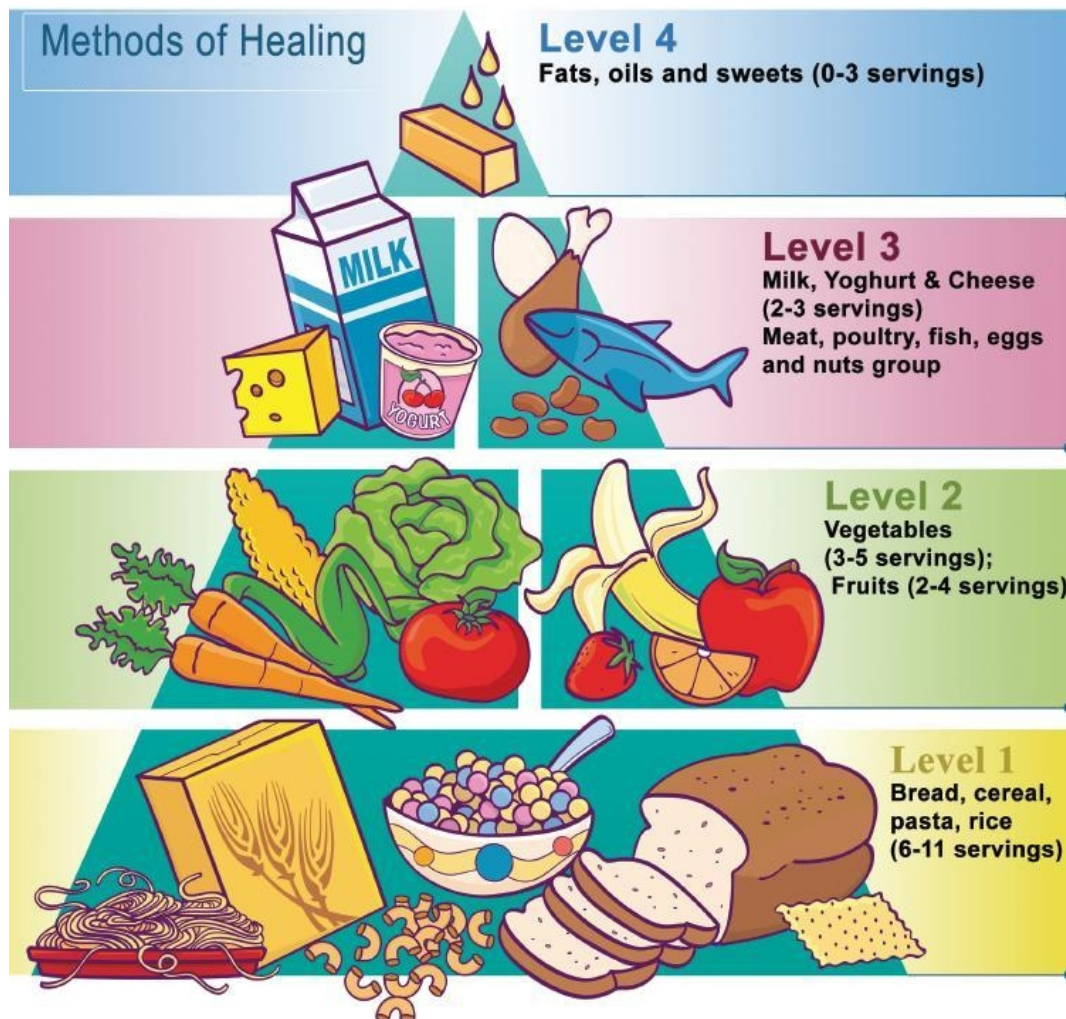 Methods of Healing
Level 4
Fats, oils and sweets (0-3 servings)
MILK
YOGURT
Level 3
Milk, Yoghurt & Cheese
(2-3 servings)
Meat, poultry, fish, eggs
and nuts group
Level 2
Vegetables
(3-5 servings);
Fruits (2-4 servings)
Level 1
Bread, cereal,
pasta, rice
(6-11 servings)